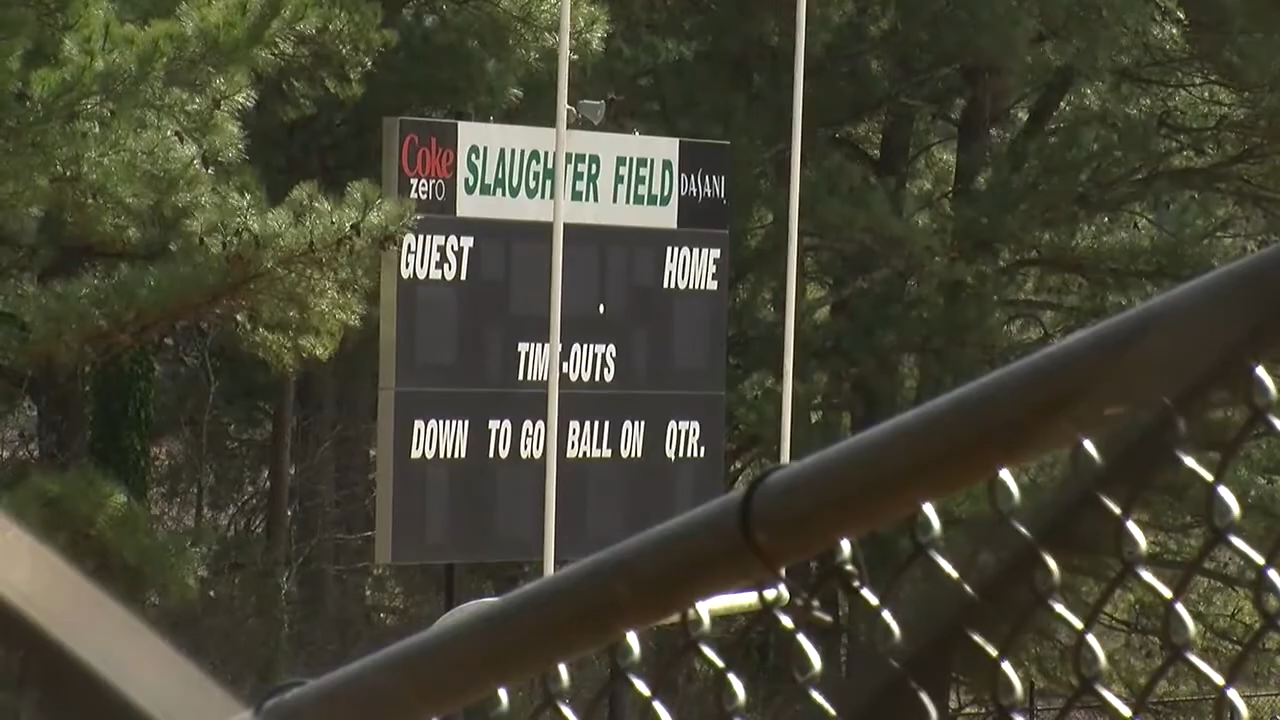 Coke zero SLAUGHTER FIELD DASANI
GUEST HOME
TIME-OUTS
DOWN TO GO BALL ON QTR.